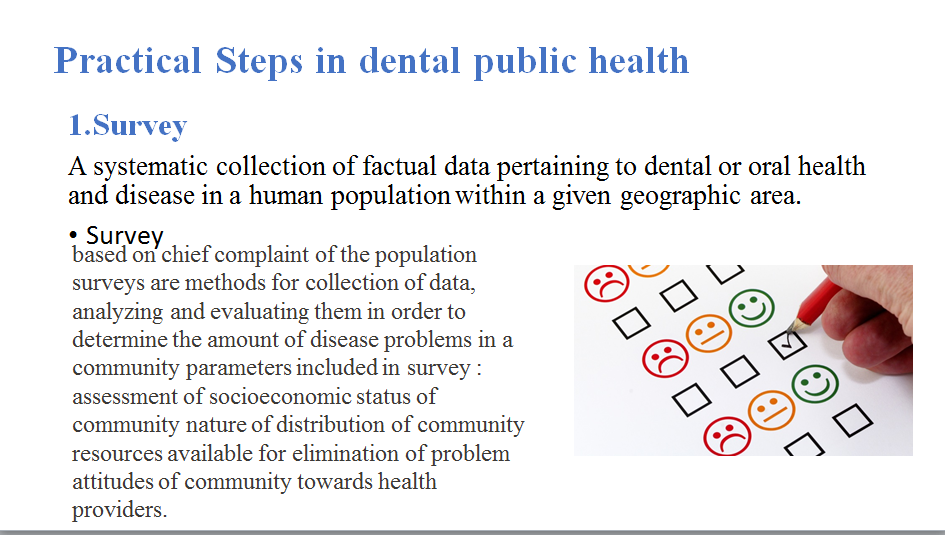 Practical Steps in dental public health
1.Survey
A systematic collection of factual data pertaining to dental or oral health
and disease in a human population within a given geographic area.
• Survey
based on chief complaint of the population
surveys are methods for collection of data,
analyzing and evaluating them in order to
determine the amount of disease problems in a
community parameters included in survey :
assessment of socioeconomic status of
community nature of distribution of community
resources available for elimination of problem
attitudes of community towards health
providers.